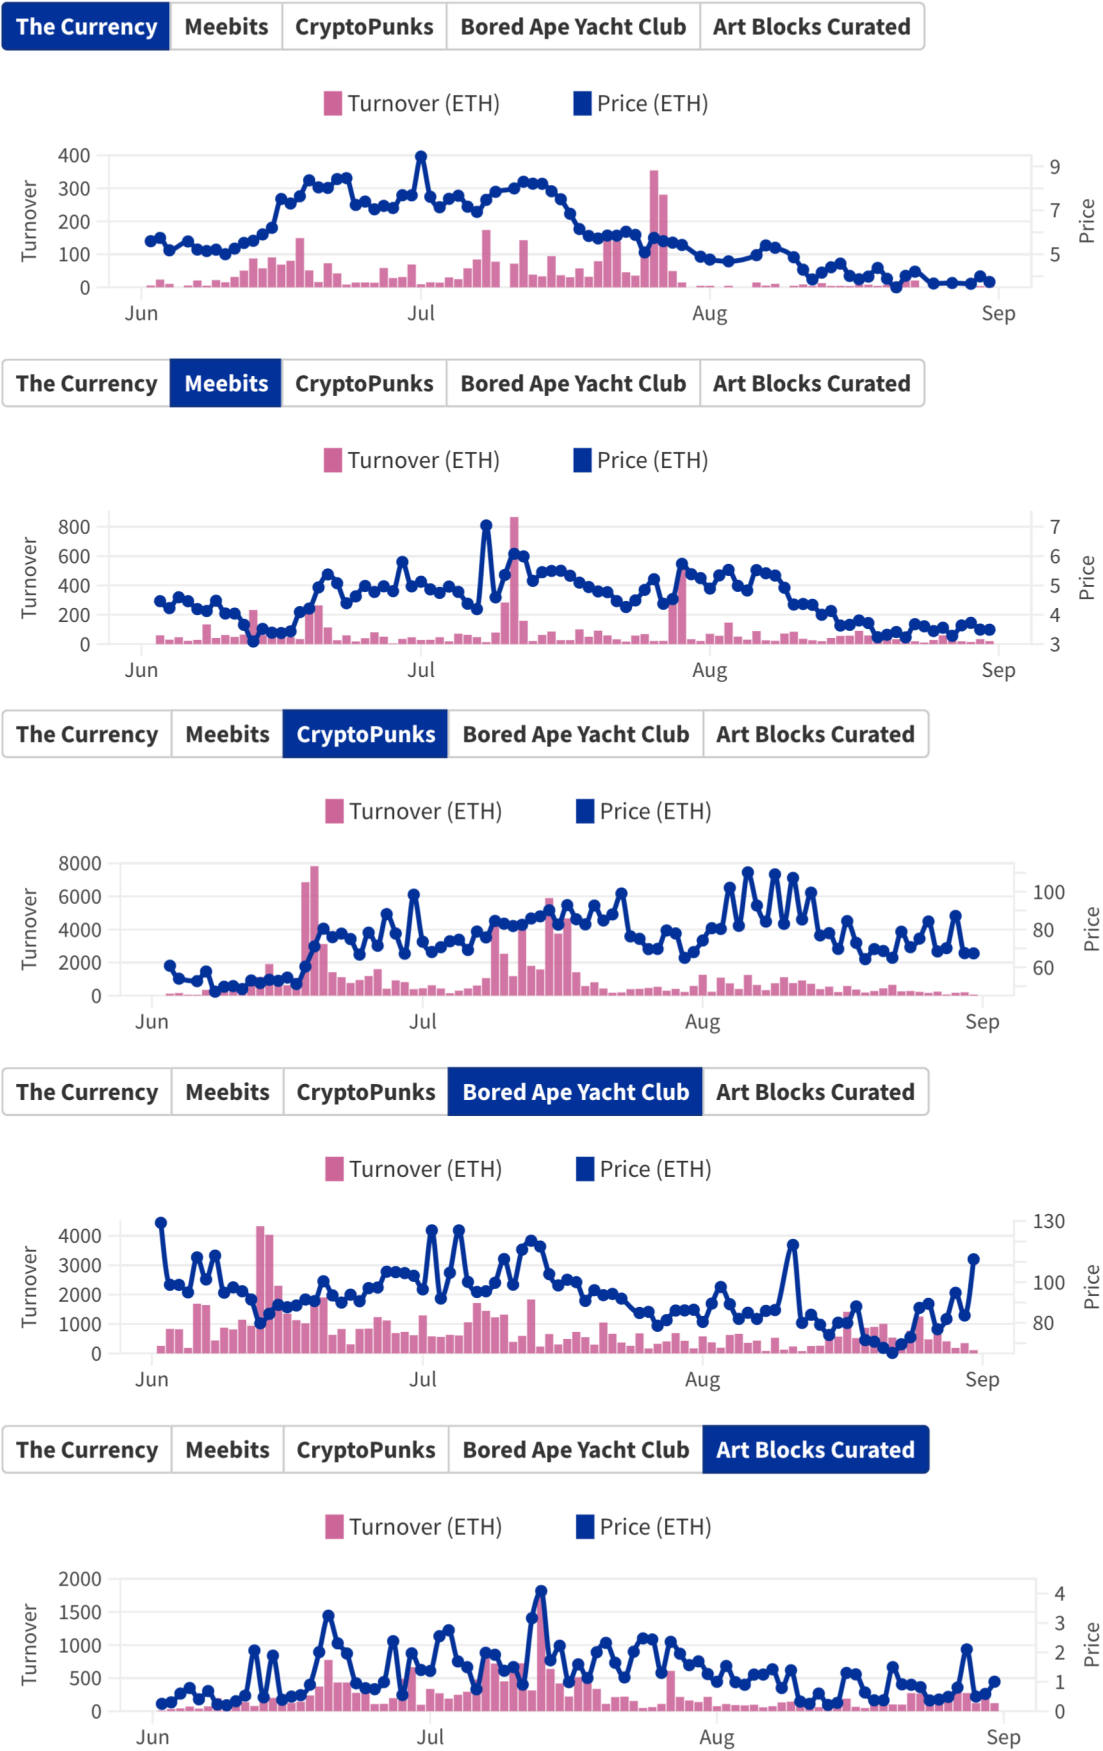 The Currency Meebits CryptoPunks Bored Ape Yacht Club Art Blocks Curated
Turnover (ETH) Price (ETH)
400
300
200
100
0
Turnover
9
7
5
Price
Jun Jul Aug Sep
The Currency Meebits CryptoPunks Bored Ape Yacht Club Art Blocks Curated
Turnover (ETH) Price (ETH)
800
600
400
200
0
Turnover
7
6
5
4
3
Price
Jun Jul Aug Sep
The Currency Meebits CryptoPunks Bored Ape Yacht Club Art Blocks Curated
Turnover (ETH) Price (ETH)
8000
6000
4000
2000
0
Turnover
100
80
60
Price
Jun Jul Aug Sep
The Currency Meebits CryptoPunks Bored Ape Yacht Club Art Blocks Curated
Turnover (ETH) Price (ETH)
4000
3000
2000
1000
0
Turnover
130
100
80
Price
Jun Jul Aug Sep
The Currency Meebits CryptoPunks Bored Ape Yacht Club Art Blocks Curated
Turnover (ETH) Price (ETH)
2000
1500
1000
500
0
Turnover
4
3
2
1
0
Price
Jun Jul Aug Sep